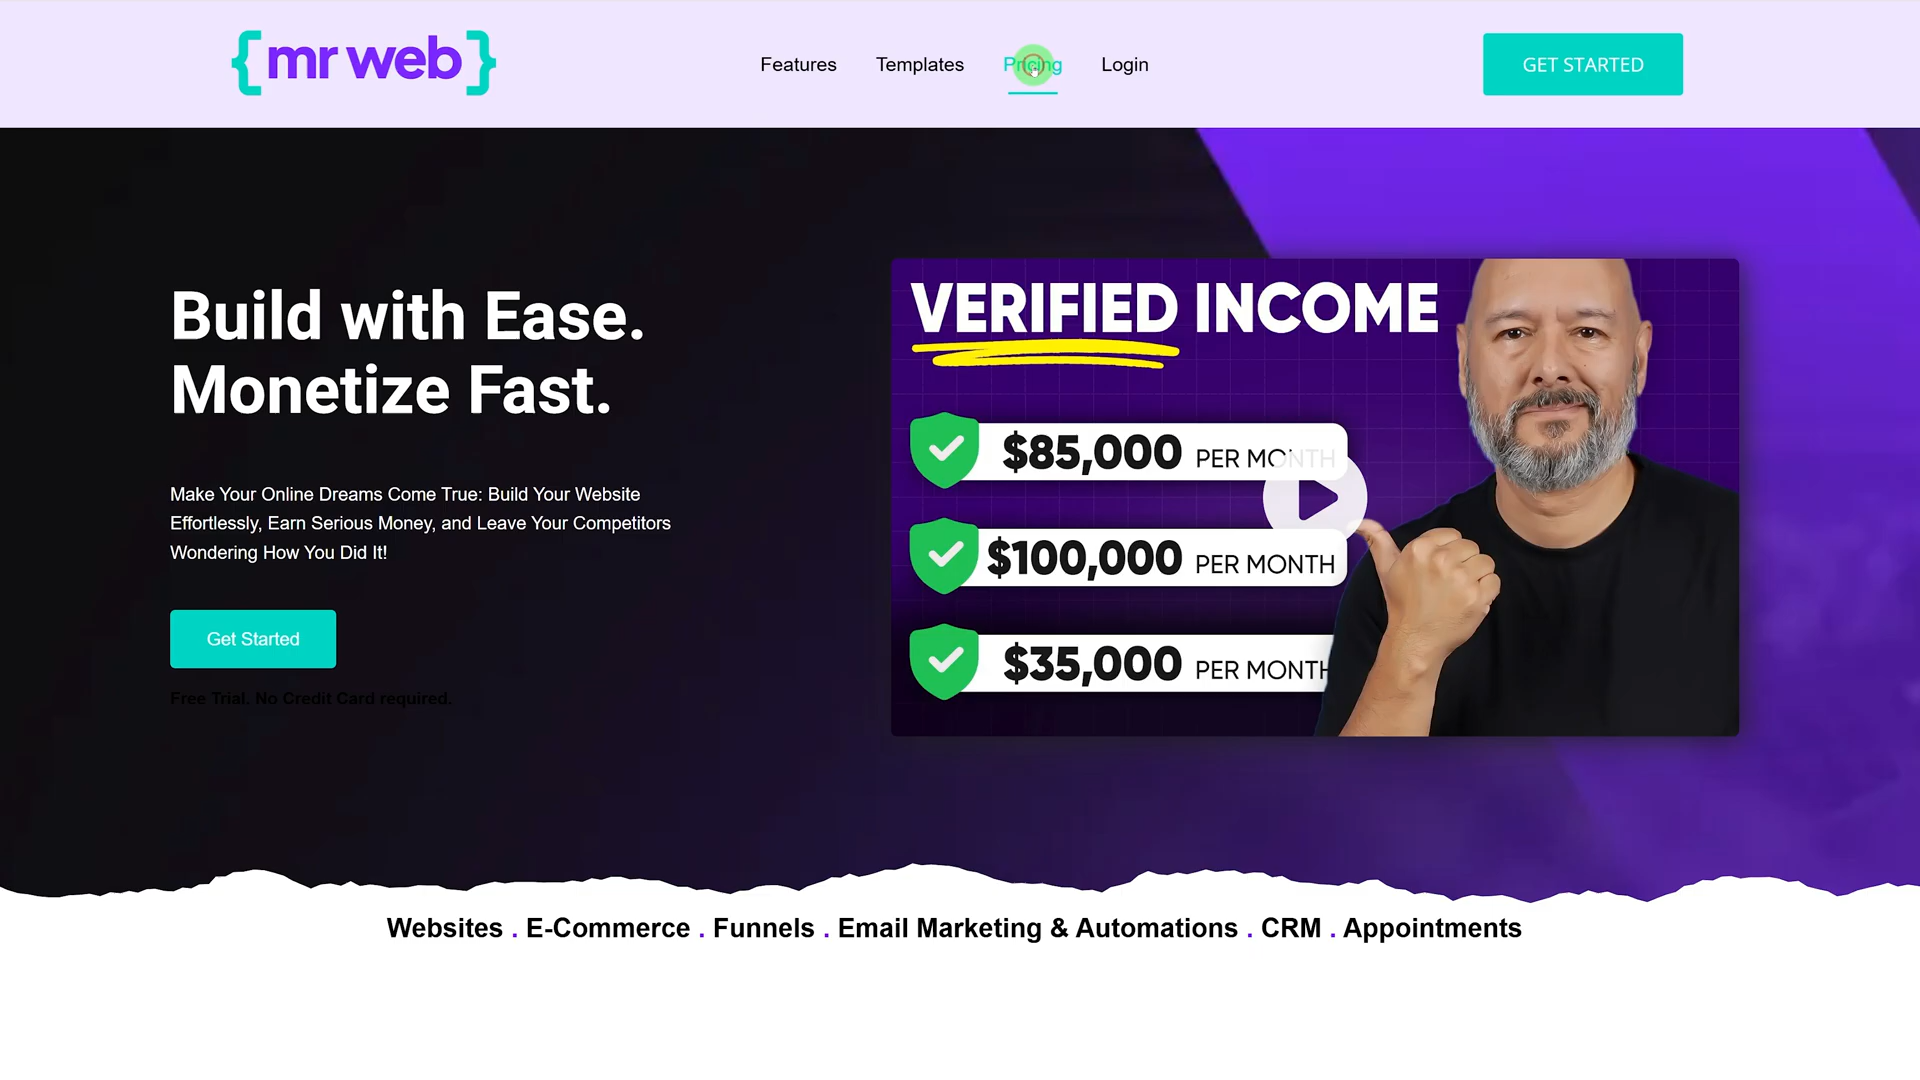 {mr web}
Features
Templates
Pricing
Login
GET STARTED
Build with Ease.
Monetize Fast.
Make Your Online Dreams Come True: Build Your Website
Effortlessly, Earn Serious Money, and Leave Your Competitors
Wondering How You Did It!
Get Started
Free Trial. No Credit Card required.
VERIFIED INCOME
$85,000 PER MONTH
$100,000 PER MONTH
$35,000 PER MONTH
Websites . E-Commerce . Funnels . Email Marketing & Automations . CRM . Appointments